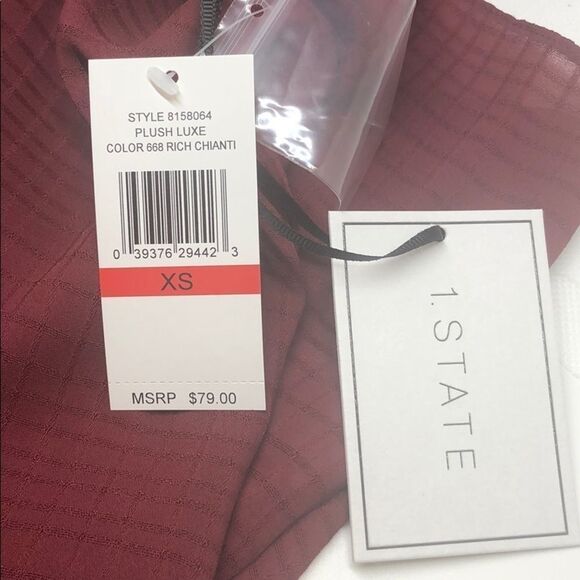 STYLE 8158064
PLUSH LUXE
COLOR 668 RICH CHIANTI
0 39376 29442 3
XS
MSRP $79.00
1.STATE